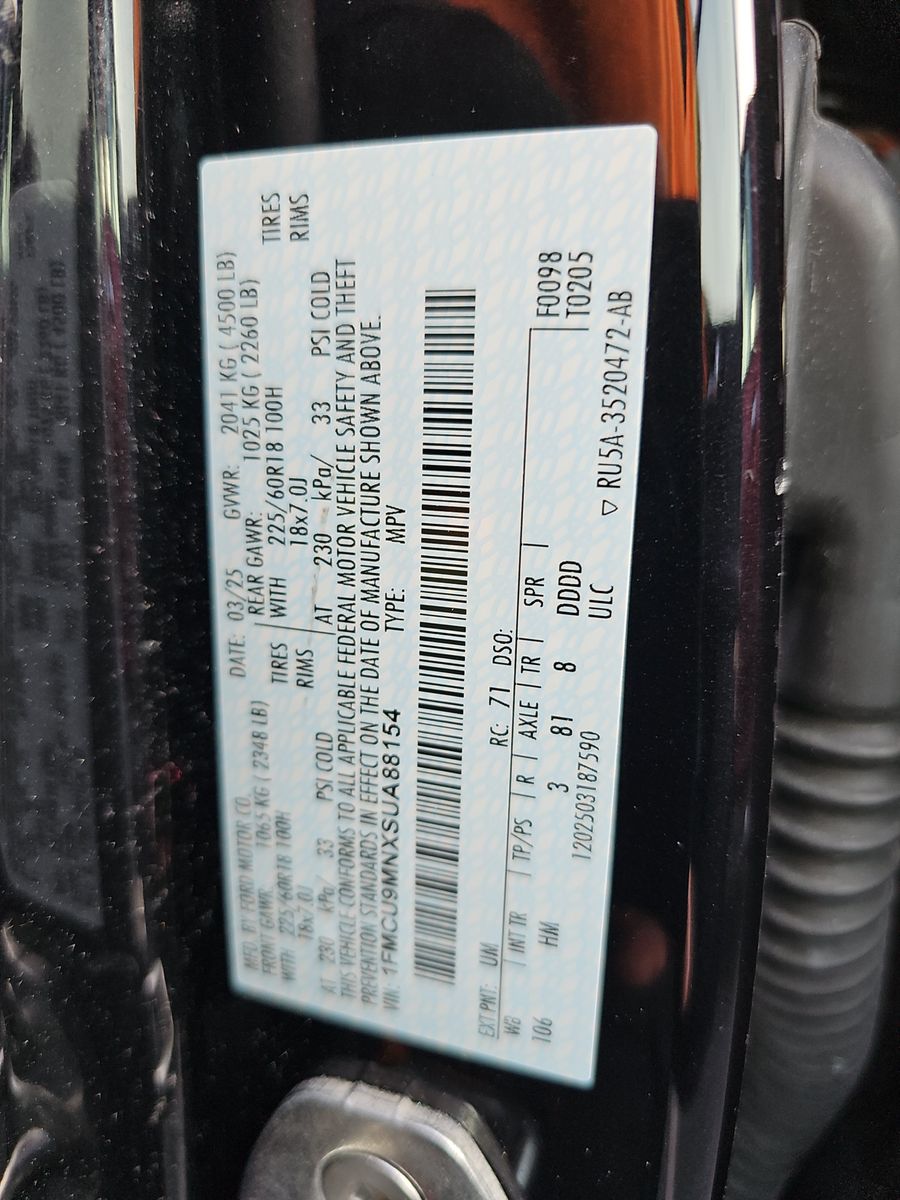 MFD. BY FORD MOTOR CO. DATE: 03/25 GVWR: 2041 KG ( 4500 LB)
FRONT GAWR: 1065 KG ( 2348 LB) REAR GAWR: 1025 KG ( 2260 LB)
WITH 225/60R18 100H TIRES WITH 225/60R18 100H TIRES
18x7.0J RIMS 18x7.0J RIMS
AT 230 kPa/ 33 PSI COLD AT 230 kPa/ 33 PSI COLD
THIS VEHICLE CONFORMS TO ALL APPLICABLE FEDERAL MOTOR VEHICLE SAFETY AND THEFT
PREVENTION STANDARDS IN EFFECT ON THE DATE OF MANUFACTURE SHOWN ABOVE.
VIN: 1FMCU9MNXSUA88154 TYPE: MPV
EXT PNT: UM RC: 71 DSO:
WB INT TR TP/PS R AXLE TR SPR F0098
106 HM 3 81 8 DDDD T0205
1202503187590 ULC
▽ RU5A-3520472-AB